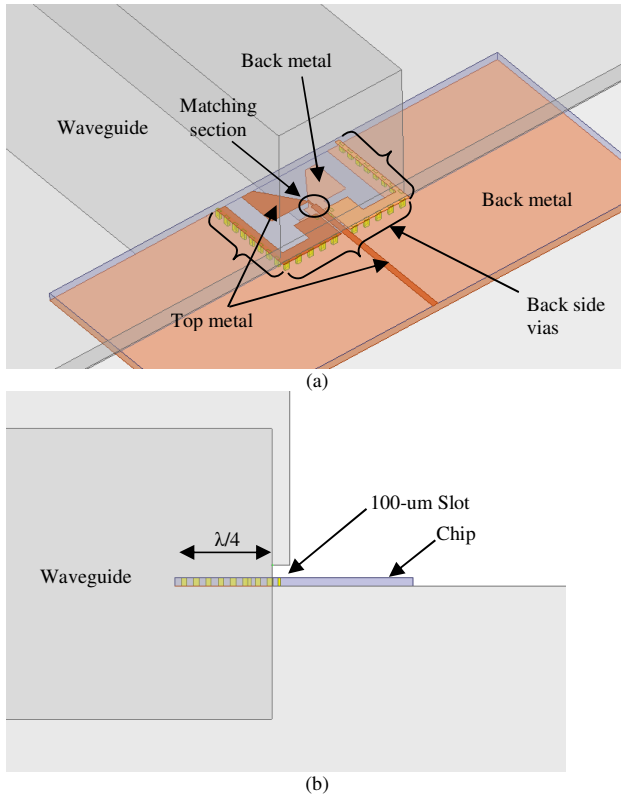 Back metal
Matching
section
Waveguide
Back metal
Top metal
Back side
vias
(a)
100-um Slot
λ/4
Chip
Waveguide
(b)